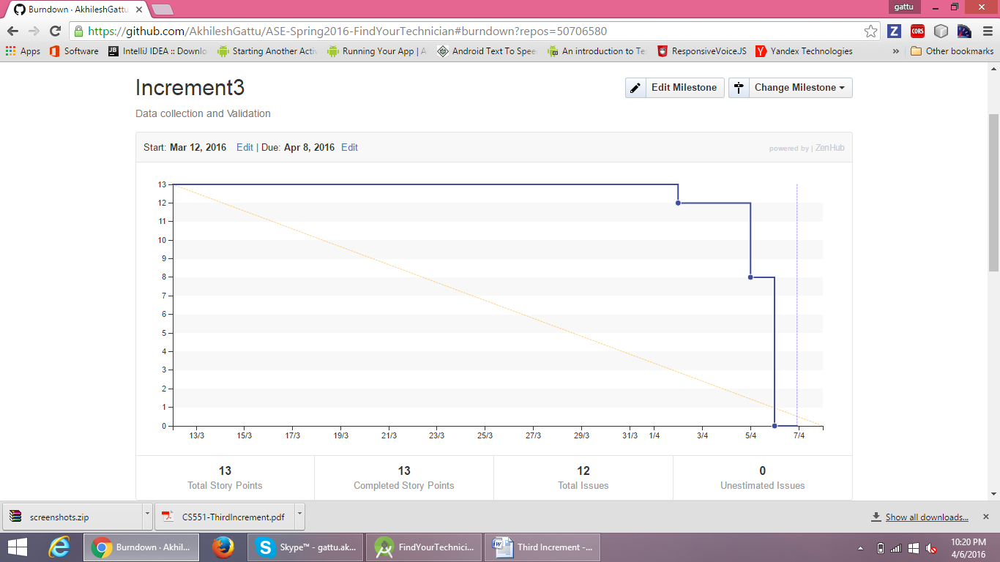 Burndown · AkhileshGattu
gattu
https://github.com/AkhileshGattu/ASE-Spring2016-FindYourTechnician#burndown?repos=50706580
Z CORS
Apps Software IntelliJ IDEA :: Downlo Starting Another Activ Running Your App | A Android Text To Spee An introduction to Te ResponsiveVoiceJS Yandex Technologies » Other bookmarks
Increment3
Edit Milestone Change Milestone
Data collection and Validation
Start: Mar 12, 2016 Edit | Due: Apr 8, 2016 Edit
powered by | ZenHub
13
12
11
10
9
8
7
6
5
4
3
2
1
0
13/3 15/3 17/3 19/3 21/3 23/3 25/3 27/3 29/3 31/3 1/4 3/4 5/4 7/4
13 13 12 0
Total Story Points Completed Story Points Total Issues Unestimated Issues
screenshots.zip CS551-ThirdIncrement.pdf Show all downloads...
Burndown · Akhil... Skype™ - gattu.ak... FindYourTechnici... Third Increment -...
10:20 PM
4/6/2016